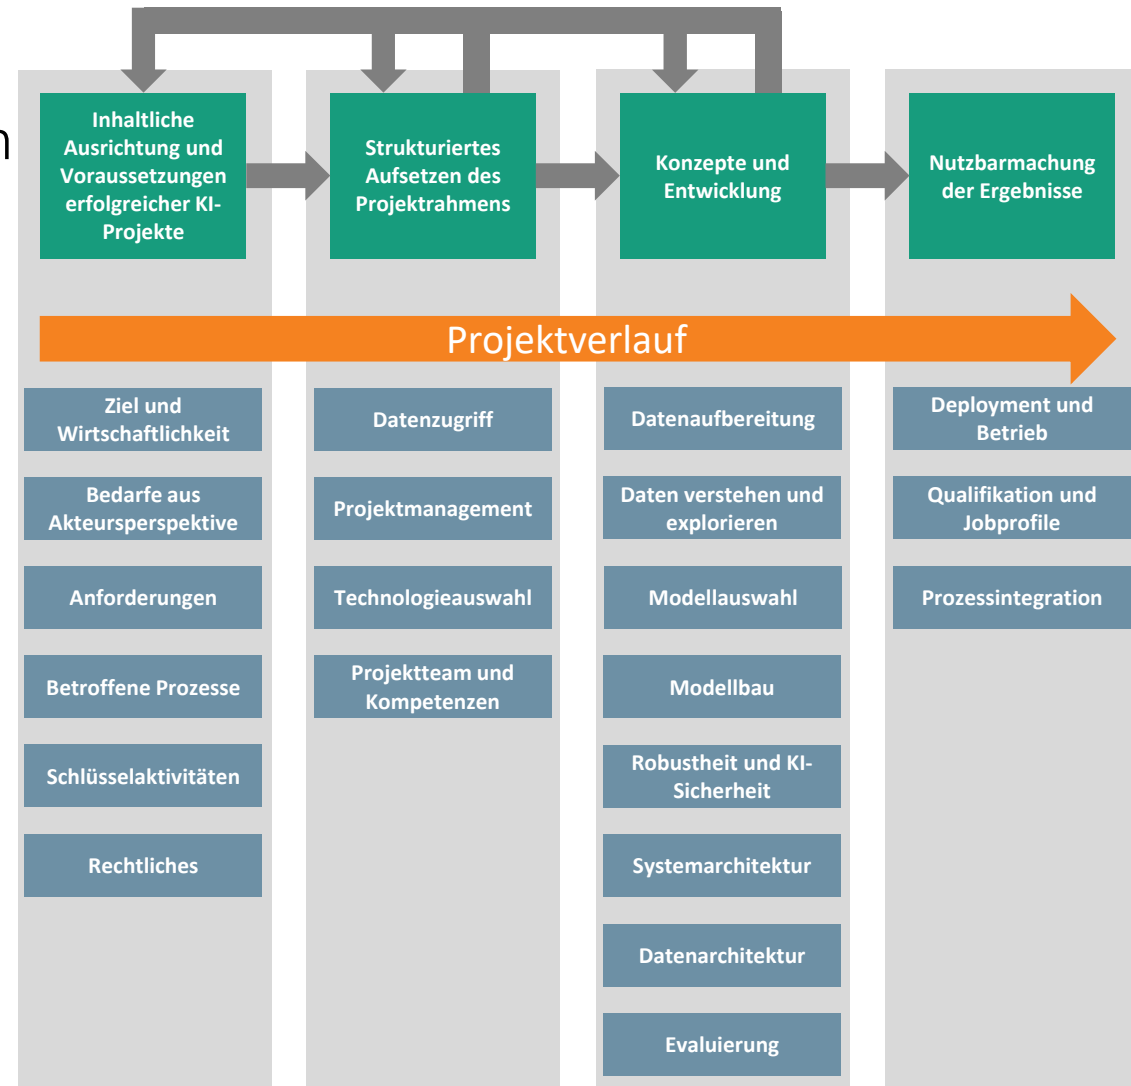 n
Inhaltliche
Ausrichtung und
Voraussetzungen
erfolgreicher KI-
Projekte
Strukturiertes
Aufsetzen des
Projektrahmens
Konzepte und
Entwicklung
Nutzbarmachung
der Ergebnisse
Projektverlauf
Ziel und
Wirtschaftlichkeit
Bedarfe aus
Akteursperspektive
Anforderungen
Betroffene Prozesse
Schlüsselaktivitäten
Rechtliches
Datenzugriff
Projektmanagement
Technologieauswahl
Projektteam und
Kompetenzen
Datenaufbereitung
Daten verstehen und
explorieren
Modellauswahl
Modellbau
Robustheit und KI-
Sicherheit
Systemarchitektur
Datenarchitektur
Evaluierung
Deployment und
Betrieb
Qualifikation und
Jobprofile
Prozessintegration